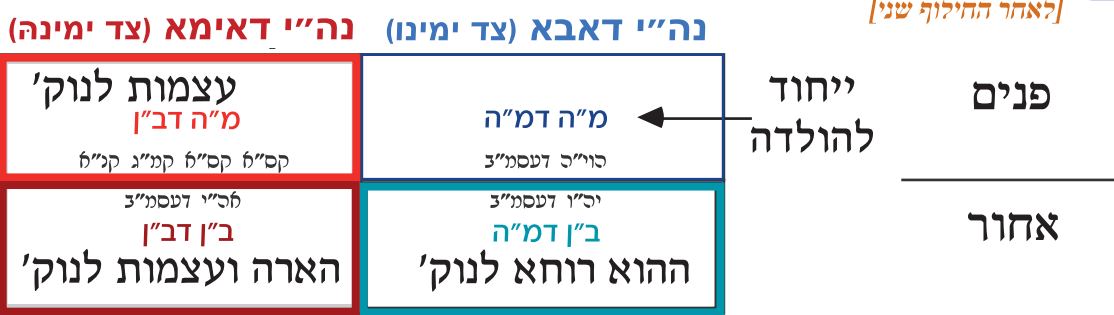 [לאחר החילוף שני]
נה״י דאבא (צד ימינו)
נה״י דאימא (צד ימינה)
פנים
ייחוד
להולדה
מ״ה דמ״ה
הוי״ה דעסמ״ב
עצמות לנוק׳
מ״ה דב״ן
קס״א קס״א קמ״ג קנ״א
אחור
יה״ו דעסמ״ב
ב״ן דמ״ה
ההוא רוחא לנוק׳
אה״י דעסמ״ב
ב״ן דב״ן
הארה ועצמות לנוק׳